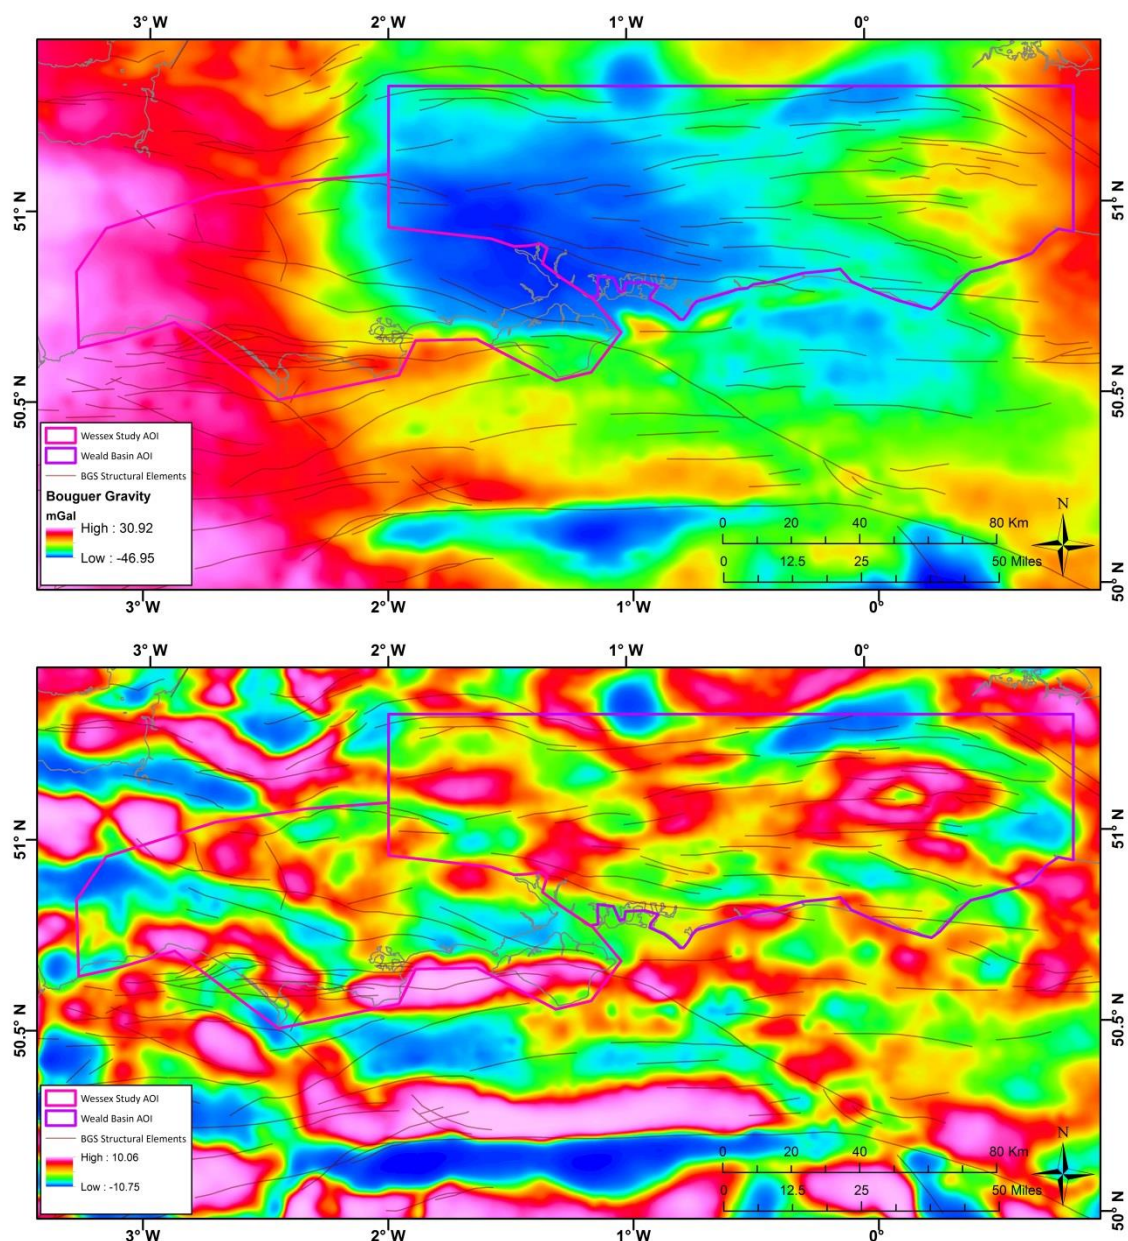 3° W 2° W 1° W 0°
51° N 51° N
50.5° N 50.5° N
Wessex Study AOI
Weald Basin AOI
BGS Structural Elements
Bouguer Gravity
mGal
High : 30.92
Low : -46.95
N
0 20 40 80 Km
0 12.5 25 50 Miles
50° N
3° W 2° W 1° W 0°
3° W 2° W 1° W 0°
51° N 51° N
50.5° N 50.5° N
Wessex Study AOI
Weald Basin AOI
BGS Structural Elements
High : 10.06
Low : -10.75
N
0 20 40 80 Km
0 12.5 25 50 Miles
50° N
3° W 2° W 1° W 0°